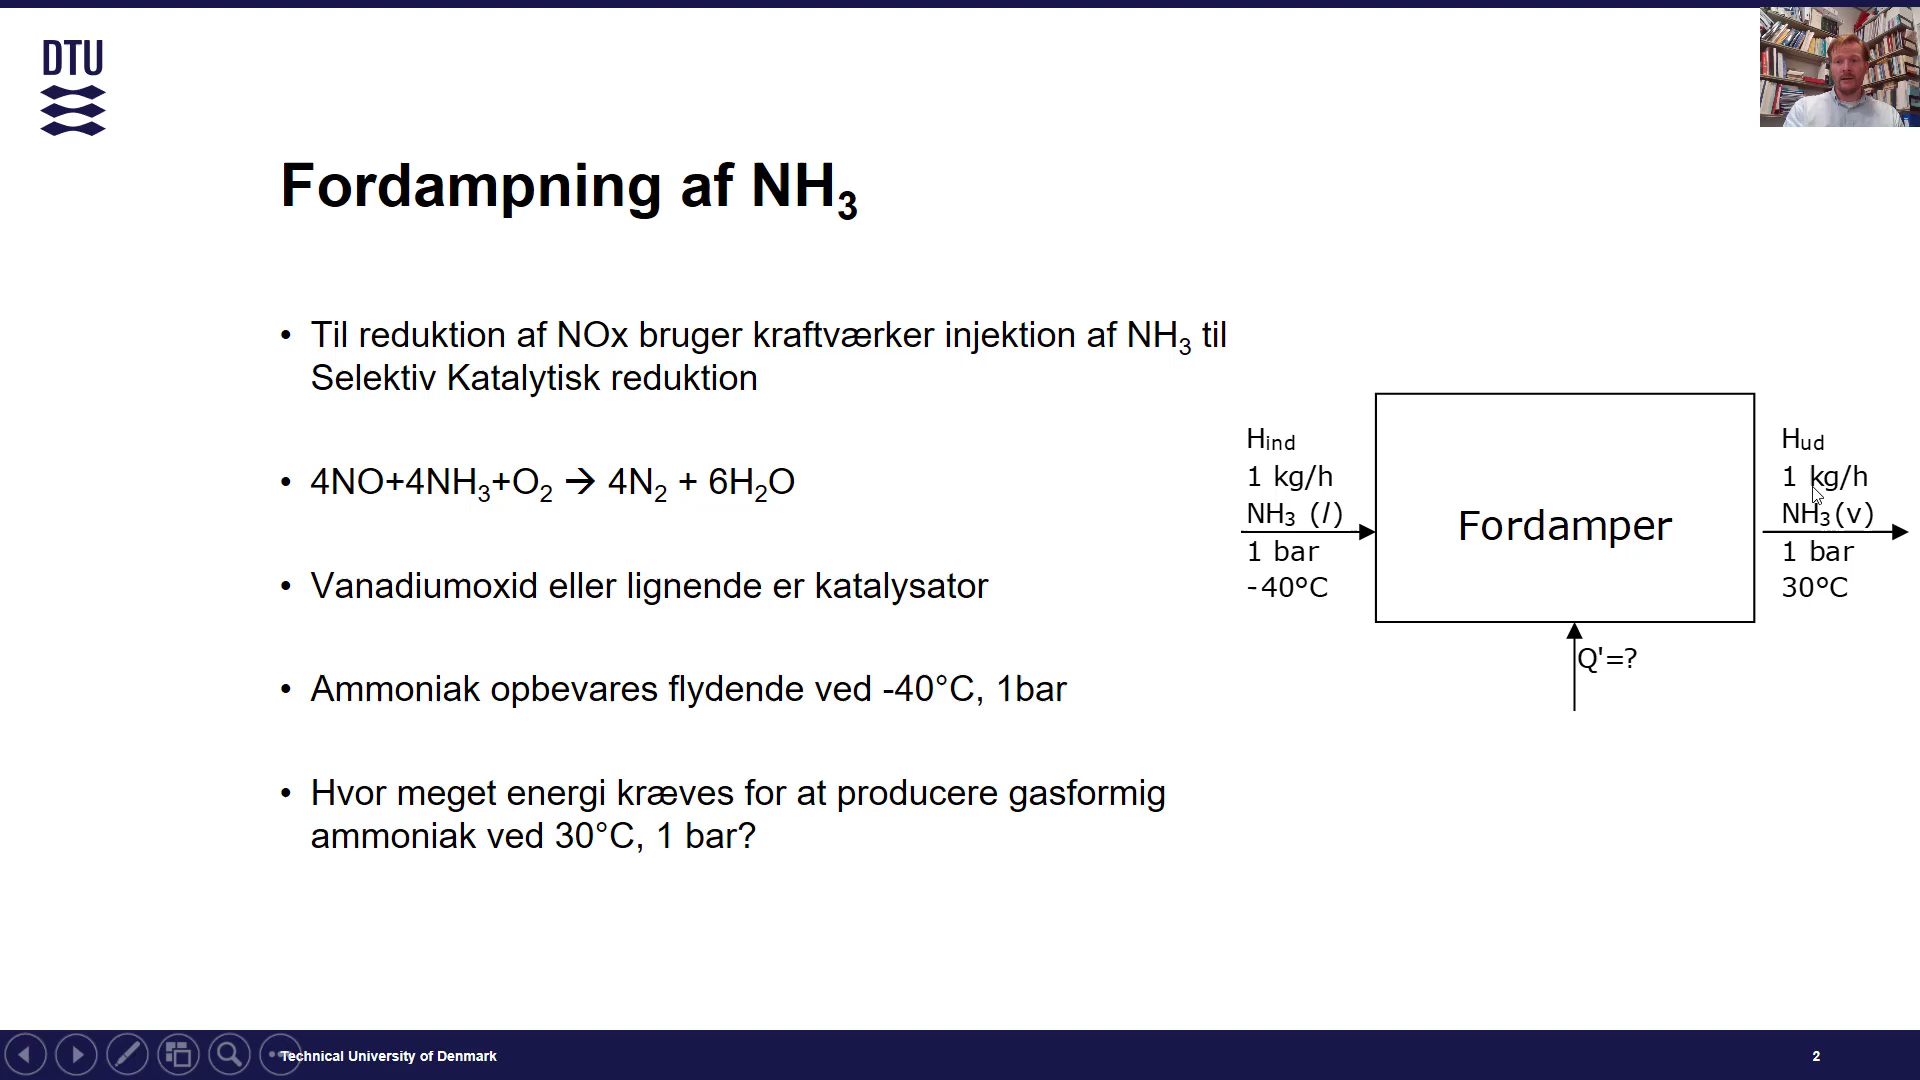 DTU
Fordampning af NH3
• Til reduktion af NOx bruger kraftværker injektion af NH3 til
Selektiv Katalytisk reduktion
• 4NO+4NH3+O2 → 4N2 + 6H2O
• Vanadiumoxid eller lignende er katalysator
• Ammoniak opbevares flydende ved -40°C, 1bar
• Hvor meget energi kræves for at producere gasformig
ammoniak ved 30°C, 1 bar?
Hind
1 kg/h
NH3 (l)
1 bar
-40°C
Fordamper
Q'=?
Hud
1 kg/h
NH3(v)
1 bar
30°C
Technical University of Denmark
2